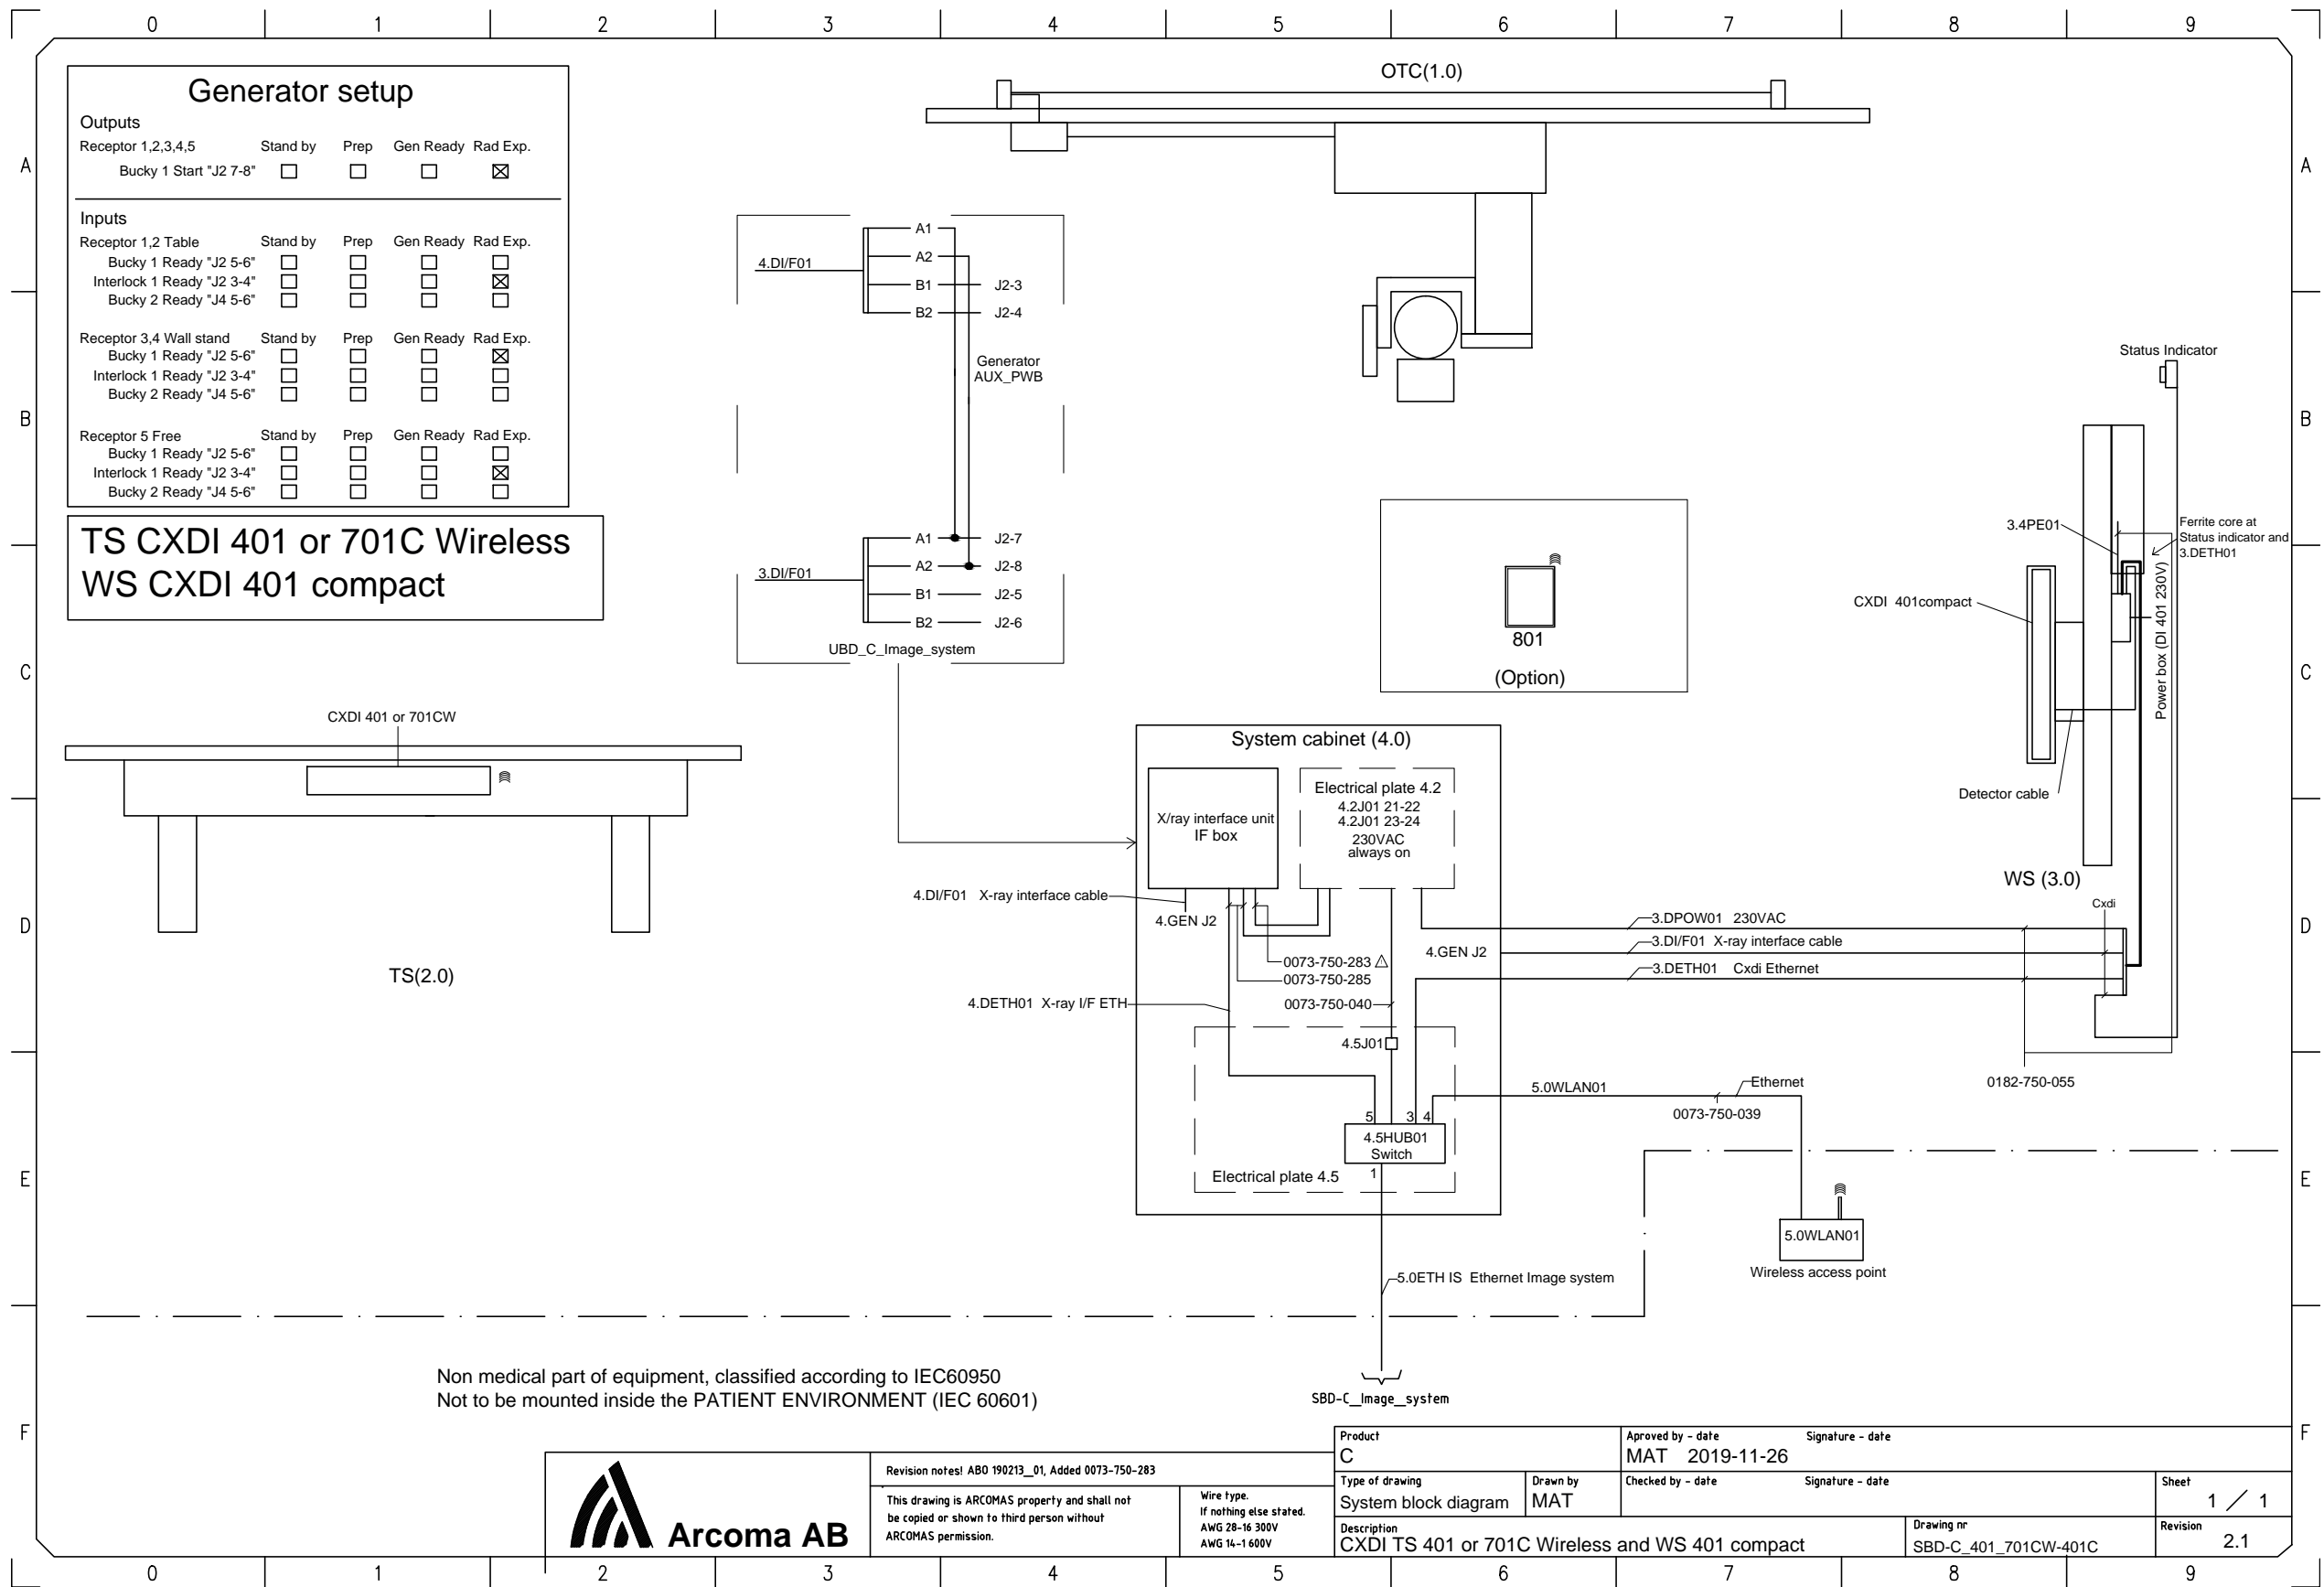 0 1 2 3 4 5 6 7 8 9
A
B
C
D
E
F
A
B
C
D
E
F
Generator setup
Outputs
Receptor 1,2,3,4,5 Stand by Prep Gen Ready Rad Exp.
Bucky 1 Start "J2 7-8"
Inputs
Receptor 1,2 Table Stand by Prep Gen Ready Rad Exp.
Bucky 1 Ready "J2 5-6"
Interlock 1 Ready "J2 3-4"
Bucky 2 Ready "J4 5-6"
Receptor 3,4 Wall stand Stand by Prep Gen Ready Rad Exp.
Bucky 1 Ready "J2 5-6"
Interlock 1 Ready "J2 3-4"
Bucky 2 Ready "J4 5-6"
Receptor 5 Free Stand by Prep Gen Ready Rad Exp.
Bucky 1 Ready "J2 5-6"
Interlock 1 Ready "J2 3-4"
Bucky 2 Ready "J4 5-6"
TS CXDI 401 or 701C Wireless
WS CXDI 401 compact
4.DI/F01
A1
A2
B1 J2-3
B2 J2-4
Generator
AUX_PWB
3.DI/F01
A1 J2-7
A2 J2-8
B1 J2-5
B2 J2-6
UBD_C_Image_system
OTC(1.0)
801
(Option)
Status Indicator
3.4PE01
Ferrite core at
Status indicator and
3.DETH01
Power box (DI 401 230V)
CXDI 401compact
Detector cable
WS (3.0)
Cxdi
CXDI 401 or 701CW
TS(2.0)
System cabinet (4.0)
X/ray interface unit
IF box
Electrical plate 4.2
4.2J01 21-22
4.2J01 23-24
230VAC
always on
4.DI/F01 X-ray interface cable
4.GEN J2
4.GEN J2
0073-750-283
0073-750-285
4.DETH01 X-ray I/F ETH
0073-750-040
4.5J01
3.DPOW01 230VAC
3.DI/F01 X-ray interface cable
3.DETH01 Cxdi Ethernet
0182-750-055
5.0WLAN01
Ethernet
0073-750-039
5 3 4
4.5HUB01
Switch
1
Electrical plate 4.5
5.0WLAN01
Wireless access point
5.0ETH IS Ethernet Image system
SBD-C_Image_system
Non medical part of equipment, classified according to IEC60950
Not to be mounted inside the PATIENT ENVIRONMENT (IEC 60601)
Arcoma AB
Revision notes! ABO 190213_01, Added 0073-750-283
This drawing is ARCOMAS property and shall not
be copied or shown to third person without
ARCOMAS permission.
Wire type.
If nothing else stated.
AWG 28-16 300V
AWG 14-1 600V
Product
C
Aproved by - date Signature - date
MAT 2019-11-26
Type of drawing
System block diagram
Drawn by
MAT
Checked by - date Signature - date
Sheet
1 / 1
Description
CXDI TS 401 or 701C Wireless and WS 401 compact
Drawing nr
SBD-C_401_701CW-401C
Revision
2.1
0 1 2 3 4 5 6 7 8 9